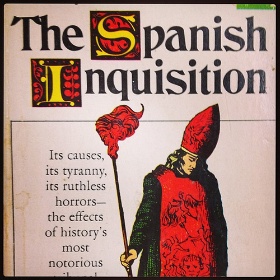 The Spanish
Inquisition
Its causes,
its tyranny,
its ruthless
horrors—
the effects
of history's
most
notorious